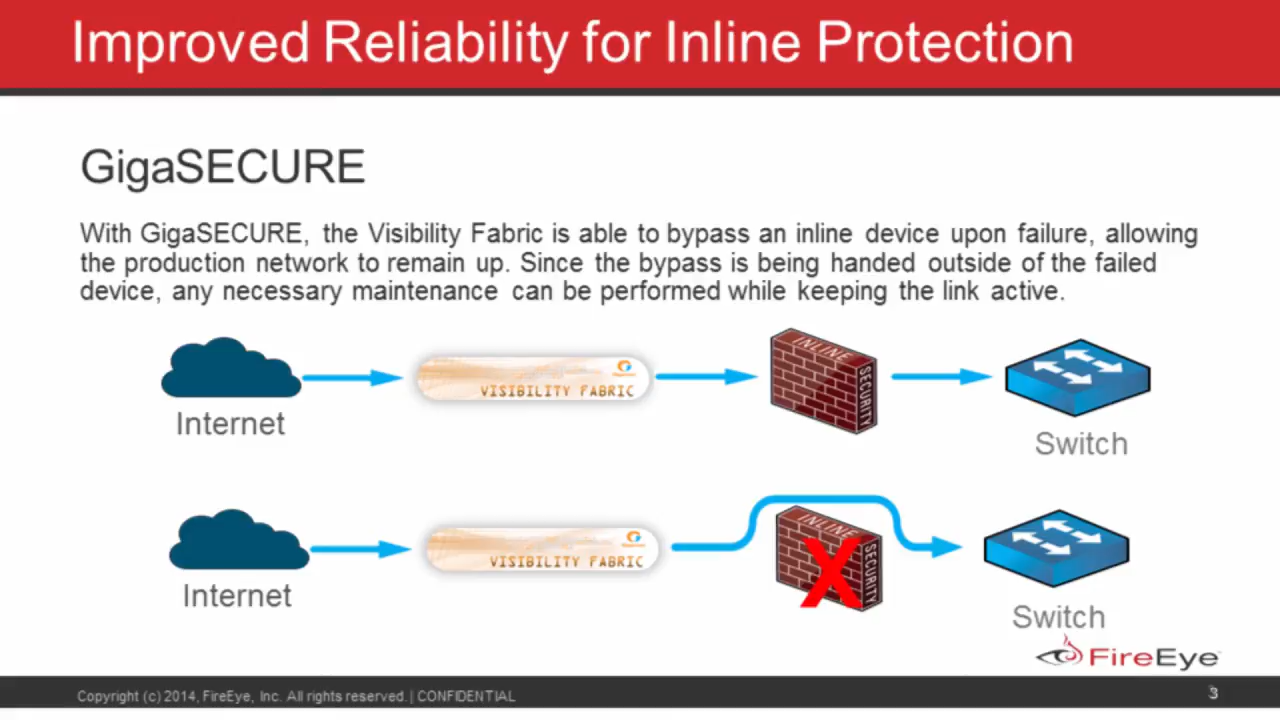 Improved Reliability for Inline Protection
GigaSECURE
With GigaSECURE, the Visibility Fabric is able to bypass an inline device upon failure, allowing
the production network to remain up. Since the bypass is being handed outside of the failed
device, any necessary maintenance can be performed while keeping the link active.
VISIBILITY FABRIC
INLINE
SECURITY
Internet
Switch
VISIBILITY FABRIC
INLINE
SECURITY
X
Internet
Switch
FireEye
Copyright (c) 2014, FireEye, Inc. All rights reserved. | CONFIDENTIAL
3